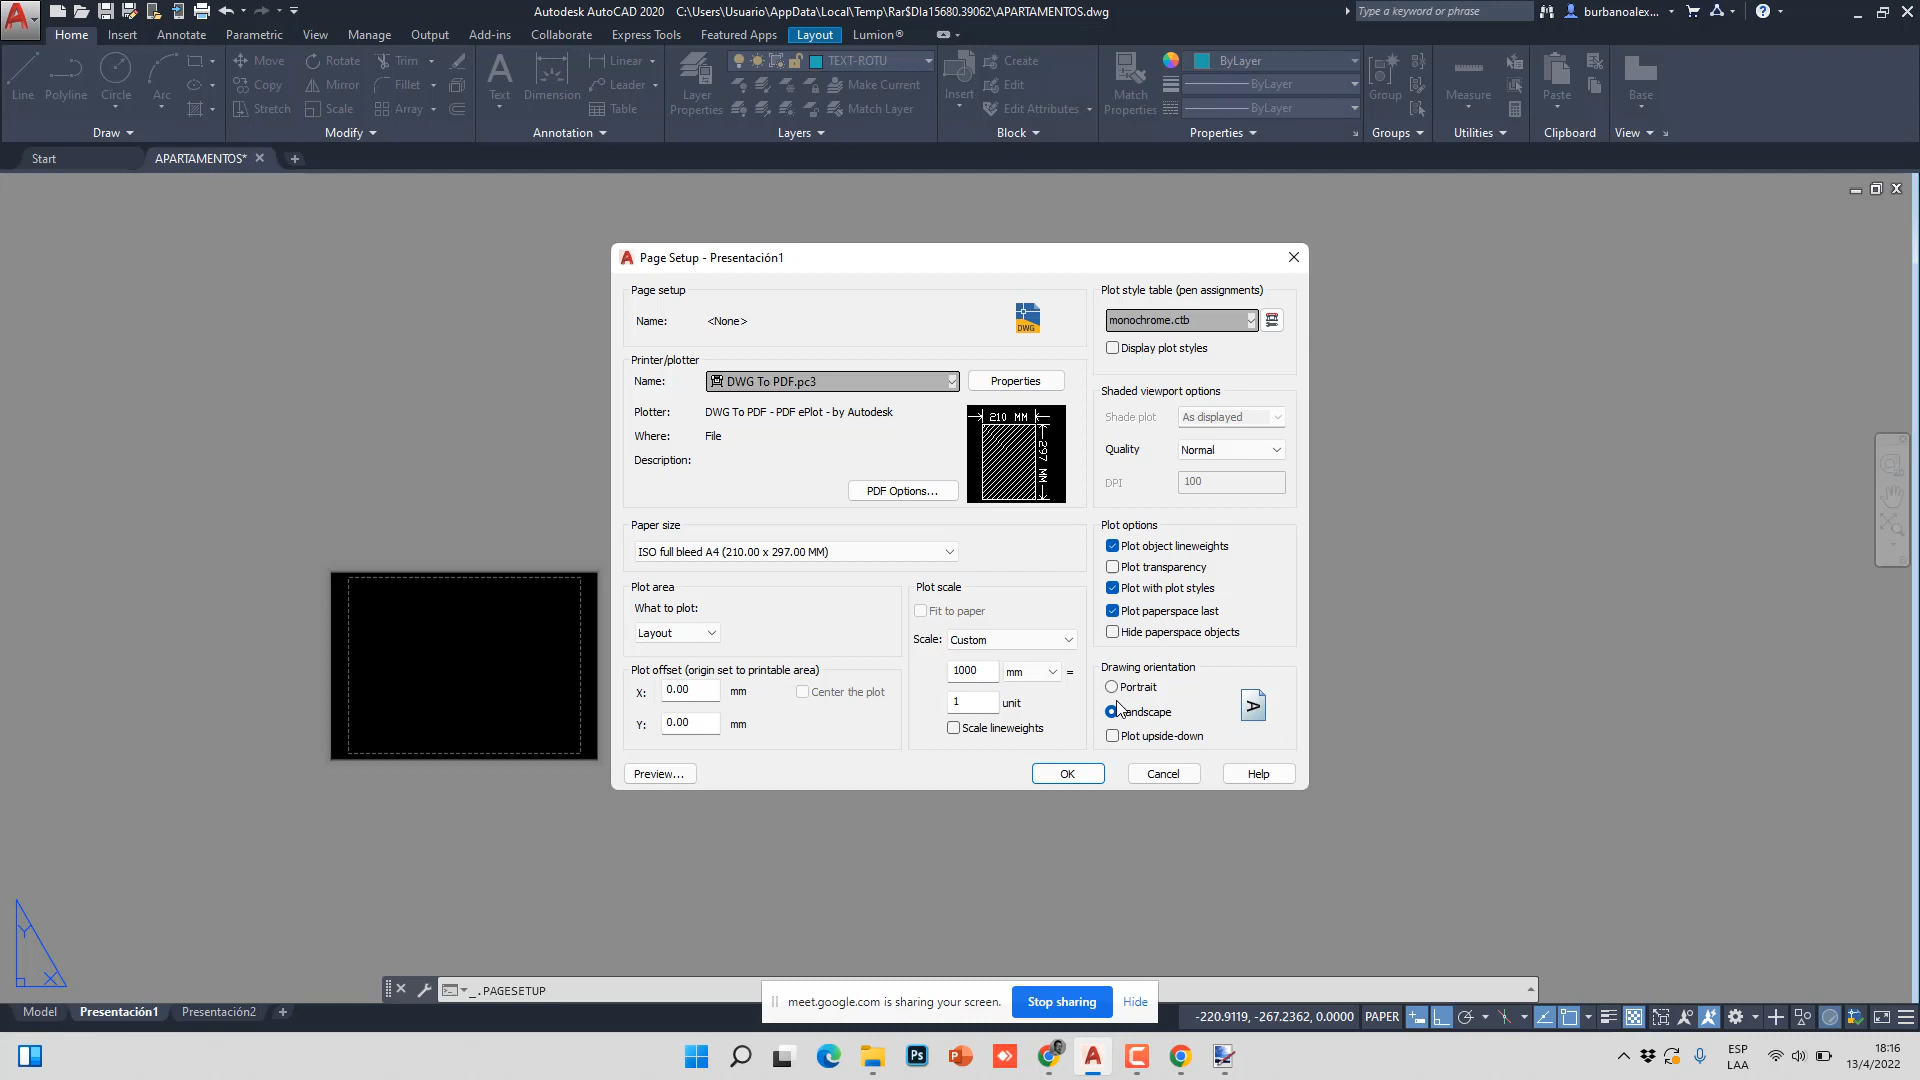 Autodesk AutoCAD 2020 C:\Users\Usuario\AppData\Local\Temp\Rar$DIa15680.39062\APARTAMENTOS.dwg
Type a keyword or phrase
burbanoalex...
Home Insert Annotate Parametric View Manage Output Add-ins Collaborate Express Tools Featured Apps Layout Lumion®
Line Polyline Circle Arc
Draw
Move Rotate Trim
Copy Mirror Fillet
Stretch Scale Array
Modify
Text Dimension
Linear
Leader
Table
Annotation
Layer
Properties
TEXT-ROTU
Make Current
Match Layer
Layers
Insert
Create
Edit
Edit Attributes
Block
Match
Properties
ByLayer
ByLayer
ByLayer
Properties
Group
Groups
Measure
Utilities
Paste
Clipboard
Base
View
Start APARTAMENTOS*
Page Setup - Presentación1
Page setup
Name: <None>
DWG
Printer/plotter
Name: DWG To PDF.pc3
Properties
Plotter: DWG To PDF - PDF ePlot - by Autodesk
Where: File
Description:
PDF Options...
210 MM
297 MM
Paper size
ISO full bleed A4 (210.00 x 297.00 MM)
Plot area
What to plot:
Layout
Plot offset (origin set to printable area)
X: 0.00 mm
Center the plot
Y: 0.00 mm
Plot scale
Fit to paper
Scale: Custom
1000 mm =
1 unit
Scale lineweights
Plot style table (pen assignments)
monochrome.ctb
Display plot styles
Shaded viewport options
Shade plot As displayed
Quality Normal
DPI 100
Plot options
Plot object lineweights
Plot transparency
Plot with plot styles
Plot paperspace last
Hide paperspace objects
Drawing orientation
Portrait
andscape
Plot upside-down
A
Preview...
OK
Cancel
Help
Y
X
_.PAGESETUP
Model Presentación1 Presentación2
meet.google.com is sharing your screen.
Stop sharing
Hide
-220.9119, -267.2362, 0.0000 PAPER
Ps
ESP
LAA
18:16
13/4/2022